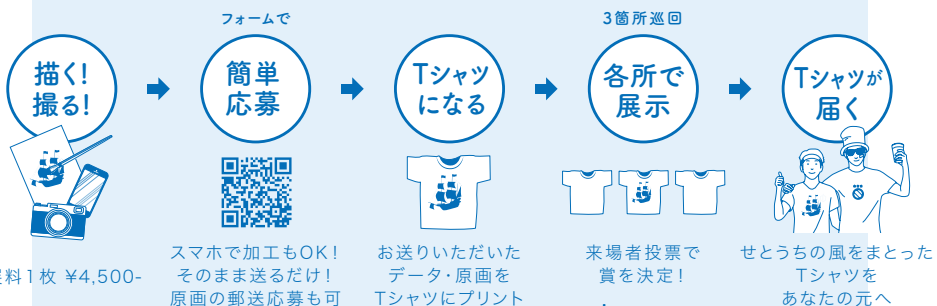 フォームで
3箇所巡回
描く!
撮る!
簡単
応募
Tシャツ
になる
各所で
展示
Tシャツが
届く
料1枚 ¥4,500-
スマホで加工もOK!
そのまま送るだけ!
原画の郵送応募も可
お送りいただいた
データ・原画を
Tシャツにプリント
来場者投票で
賞を決定!
せとうちの風をまとった
Tシャツを
あなたの元へ